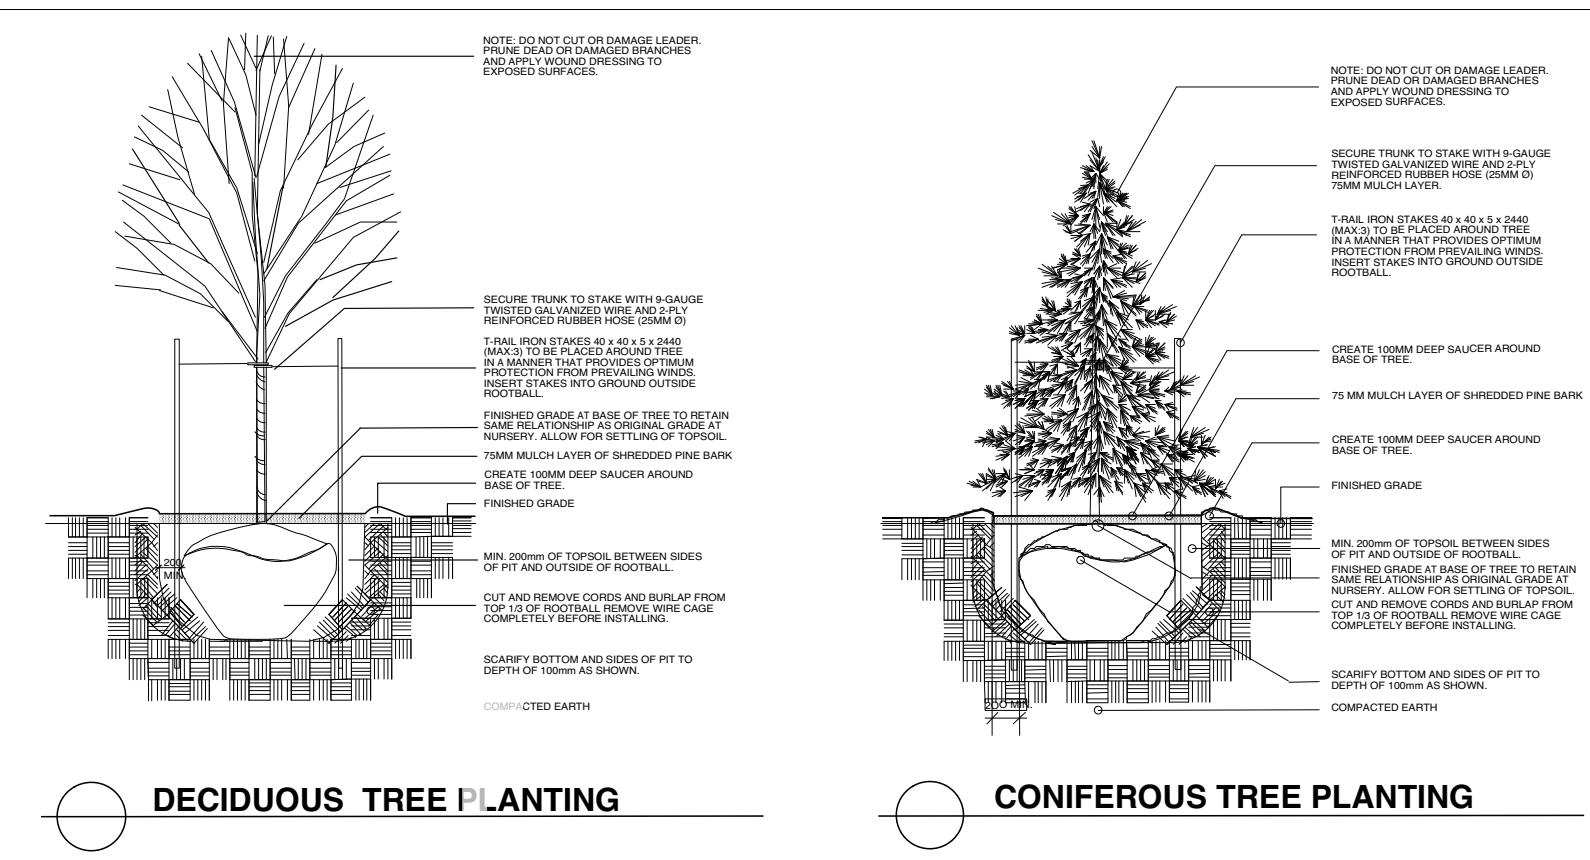 NOTE: DO NOT CUT OR DAMAGE LEADER.
PRUNE DEAD OR DAMAGED BRANCHES
AND APPLY WOUND DRESSING TO
EXPOSED SURFACES.
SECURE TRUNK TO STAKE WITH 9-GAUGE
TWISTED GALVANIZED WIRE AND 2-PLY
REINFORCED RUBBER HOSE (25MM Ø)
T-RAIL IRON STAKES 40 x 40 x 5 x 2440
(MAX:3) TO BE PLACED AROUND TREE
IN A MANNER THAT PROVIDES OPTIMUM
PROTECTION FROM PREVAILING WINDS.
INSERT STAKES INTO GROUND OUTSIDE
ROOTBALL.
FINISHED GRADE AT BASE OF TREE TO RETAIN
SAME RELATIONSHIP AS ORIGINAL GRADE AT
NURSERY. ALLOW FOR SETTLING OF TOPSOIL.
75MM MULCH LAYER OF SHREDDED PINE BARK
CREATE 100MM DEEP SAUCER AROUND
BASE OF TREE.
FINISHED GRADE
MIN. 200mm OF TOPSOIL BETWEEN SIDES
OF PIT AND OUTSIDE OF ROOTBALL.
CUT AND REMOVE CORDS AND BURLAP FROM
TOP 1/3 OF ROOTBALL REMOVE WIRE CAGE
COMPLETELY BEFORE INSTALLING.
SCARIFY BOTTOM AND SIDES OF PIT TO
DEPTH OF 100mm AS SHOWN.
COMPACTED EARTH
200
MIN.
DECIDUOUS TREE PLANTING
NOTE: DO NOT CUT OR DAMAGE LEADER.
PRUNE DEAD OR DAMAGED BRANCHES
AND APPLY WOUND DRESSING TO
EXPOSED SURFACES.
SECURE TRUNK TO STAKE WITH 9-GAUGE
TWISTED GALVANIZED WIRE AND 2-PLY
REINFORCED RUBBER HOSE (25MM Ø)
75MM MULCH LAYER.
T-RAIL IRON STAKES 40 x 40 x 5 x 2440
(MAX:3) TO BE PLACED AROUND TREE
IN A MANNER THAT PROVIDES OPTIMUM
PROTECTION FROM PREVAILING WINDS.
INSERT STAKES INTO GROUND OUTSIDE
ROOTBALL.
CREATE 100MM DEEP SAUCER AROUND
BASE OF TREE.
75 MM MULCH LAYER OF SHREDDED PINE BARK
CREATE 100MM DEEP SAUCER AROUND
BASE OF TREE.
FINISHED GRADE
MIN. 200mm OF TOPSOIL BETWEEN SIDES
OF PIT AND OUTSIDE OF ROOTBALL.
FINISHED GRADE AT BASE OF TREE TO RETAIN
SAME RELATIONSHIP AS ORIGINAL GRADE AT
NURSERY. ALLOW FOR SETTLING OF TOPSOIL.
CUT AND REMOVE CORDS AND BURLAP FROM
TOP 1/3 OF ROOTBALL REMOVE WIRE CAGE
COMPLETELY BEFORE INSTALLING.
SCARIFY BOTTOM AND SIDES OF PIT TO
DEPTH OF 100mm AS SHOWN.
COMPACTED EARTH
200 MIN.
CONIFEROUS TREE PLANTING